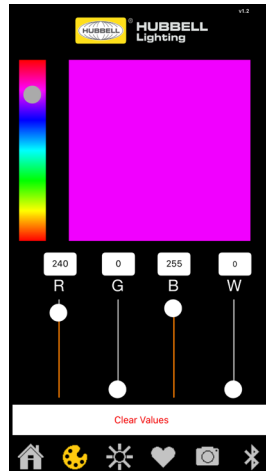 v1.2
HUBBELL
®
HUBBELL
Lighting
240 0 255 0
R G B W
Clear Values